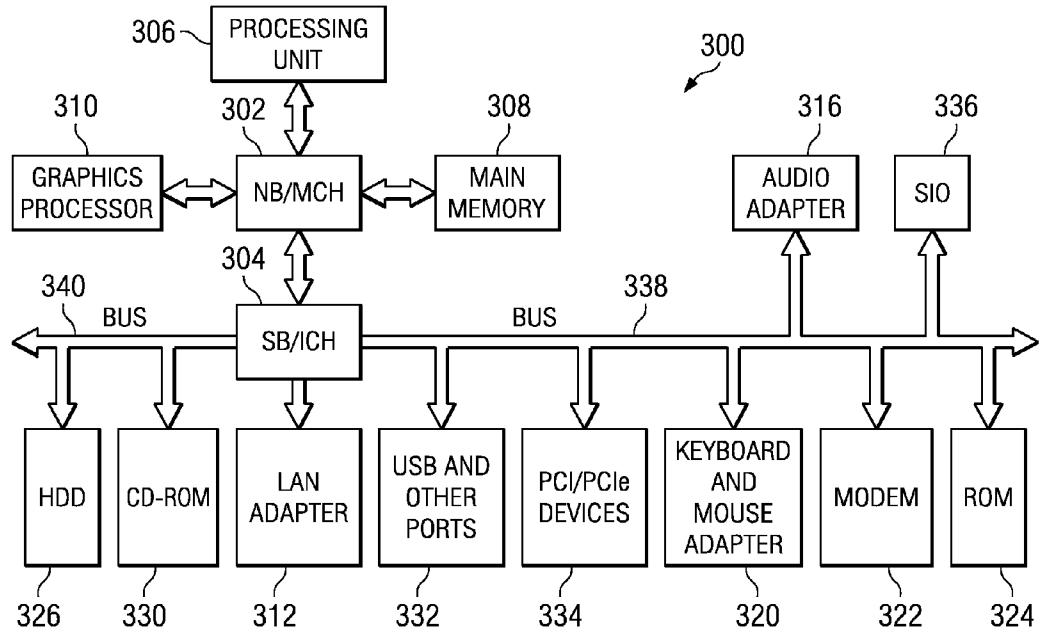 306
PROCESSING
UNIT
300
310
302
308
316
336
GRAPHICS
PROCESSOR
NB/MCH
MAIN
MEMORY
AUDIO
ADAPTER
SIO
304
340
338
BUS
SB/ICH
BUS
HDD
CD-ROM
LAN
ADAPTER
USB AND
OTHER
PORTS
PCI/PCIe
DEVICES
KEYBOARD
AND
MOUSE
ADAPTER
MODEM
ROM
326
330
312
332
334
320
322
324